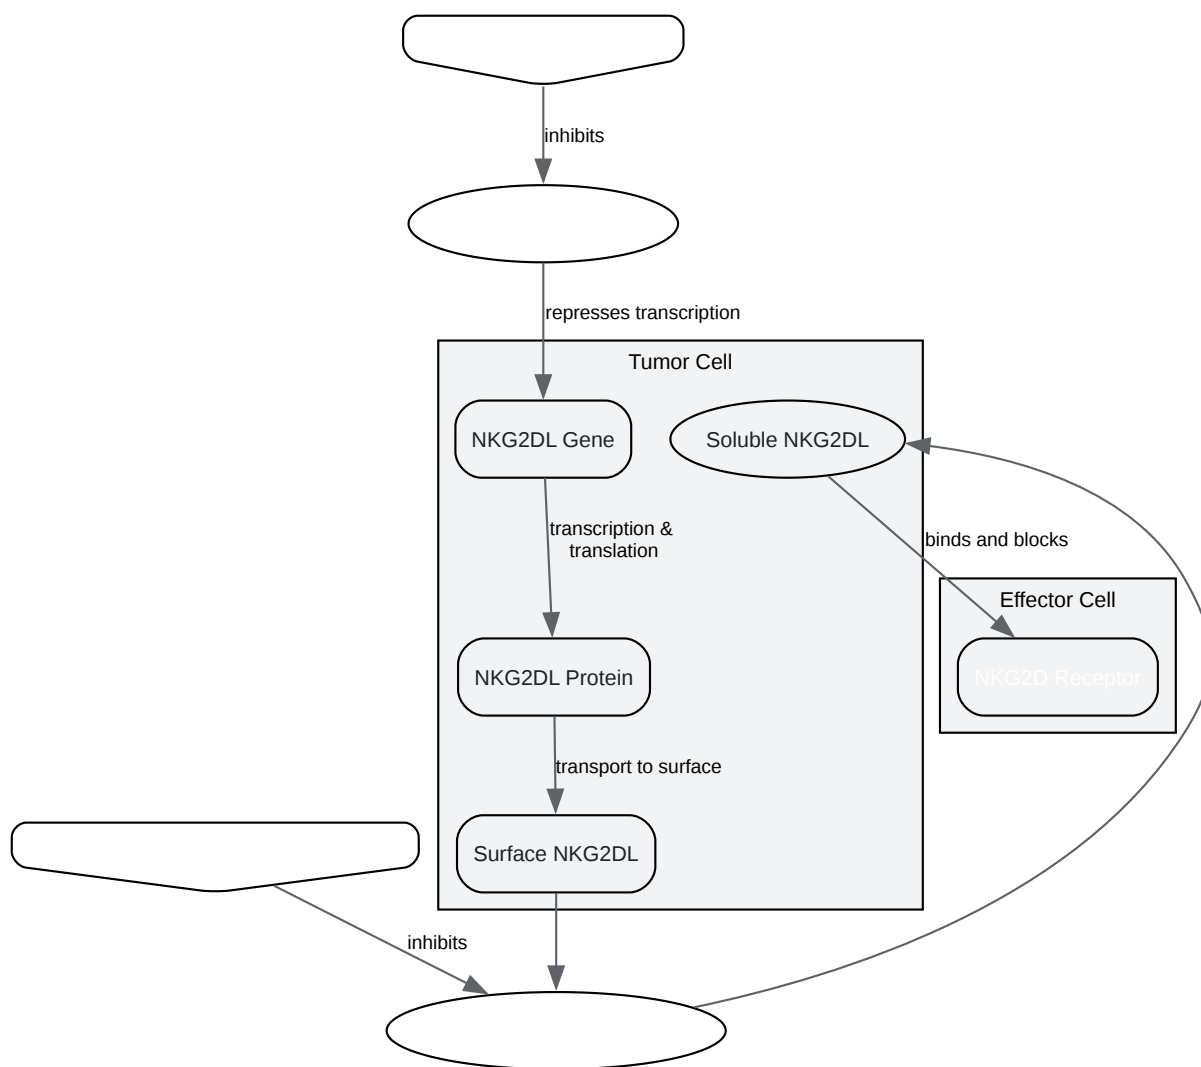 inhibits
represses transcription
Tumor Cell
NKG2DL Gene
Soluble NKG2DL
transcription &
translation
binds and blocks
Effector Cell
NKG2DL Protein
NKG2D Receptor
transport to surface
Surface NKG2DL
inhibits